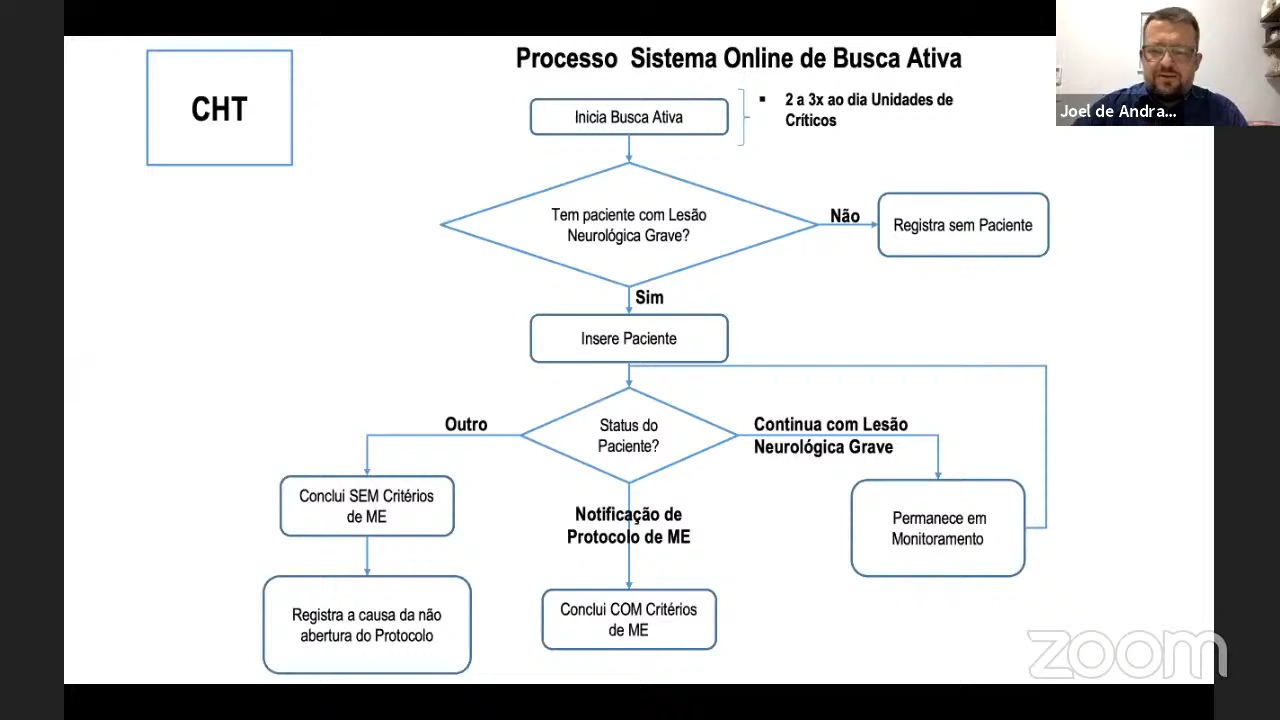 Processo Sistema Online de Busca Ativa
CHT
Inicia Busca Ativa
▪ 2 a 3x ao dia Unidades de
Críticos
Joel de Andra...
Tem paciente com Lesão
Neurológica Grave?
Não
Registra sem Paciente
Sim
Insere Paciente
Status do
Paciente?
Outro
Continua com Lesão
Neurológica Grave
Conclui SEM Critérios
de ME
Notificação de
Protocolo de ME
Permanece em
Monitoramento
Registra a causa da não
abertura do Protocolo
Conclui COM Critérios
de ME
zoom